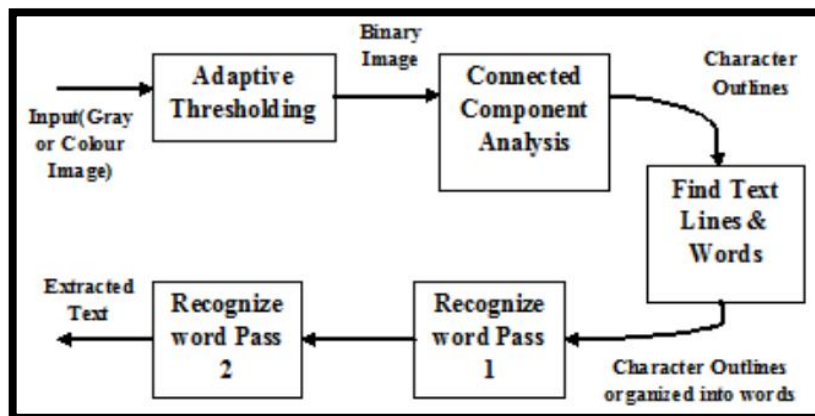 Input(Gray
or Colour
Image)
Adaptive
Thresholding
Binary
Image
Connected
Component
Analysis
Character
Outlines
Find Text
Lines &
Words
Character Outlines
organized into words
Recognize
word Pass
1
Recognize
word Pass
2
Extracted
Text